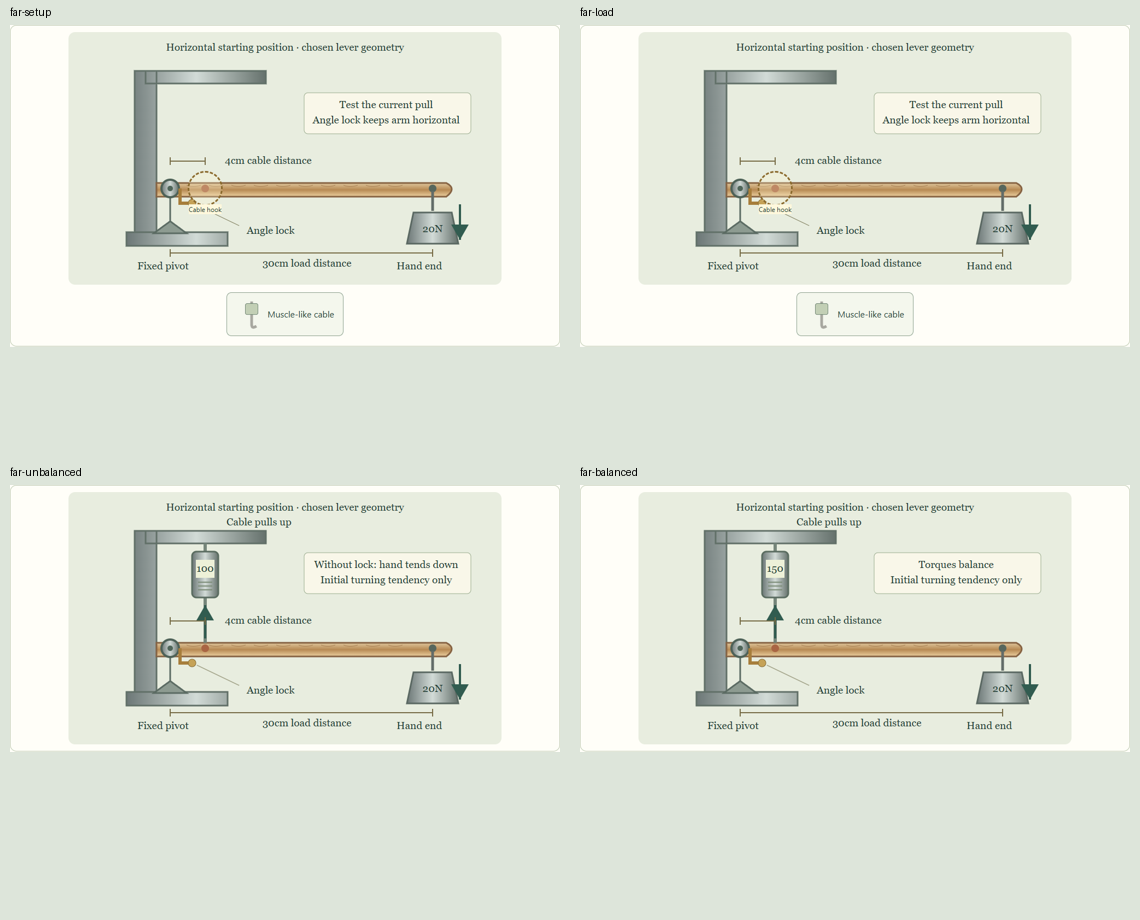 far-setup
Horizontal starting position · chosen lever geometry
Test the current pull
Angle lock keeps arm horizontal
4cm cable distance
Cable hook
Angle lock
20N
30cm load distance
Fixed pivot
Hand end
Muscle-like cable
far-load
Horizontal starting position · chosen lever geometry
Test the current pull
Angle lock keeps arm horizontal
4cm cable distance
Cable hook
Angle lock
20N
30cm load distance
Fixed pivot
Hand end
Muscle-like cable
far-unbalanced
Horizontal starting position · chosen lever geometry
Cable pulls up
100
Without lock: hand tends down
Initial turning tendency only
4cm cable distance
Angle lock
20N
30cm load distance
Fixed pivot
Hand end
far-balanced
Horizontal starting position · chosen lever geometry
Cable pulls up
150
Torques balance
Initial turning tendency only
4cm cable distance
Angle lock
20N
30cm load distance
Fixed pivot
Hand end